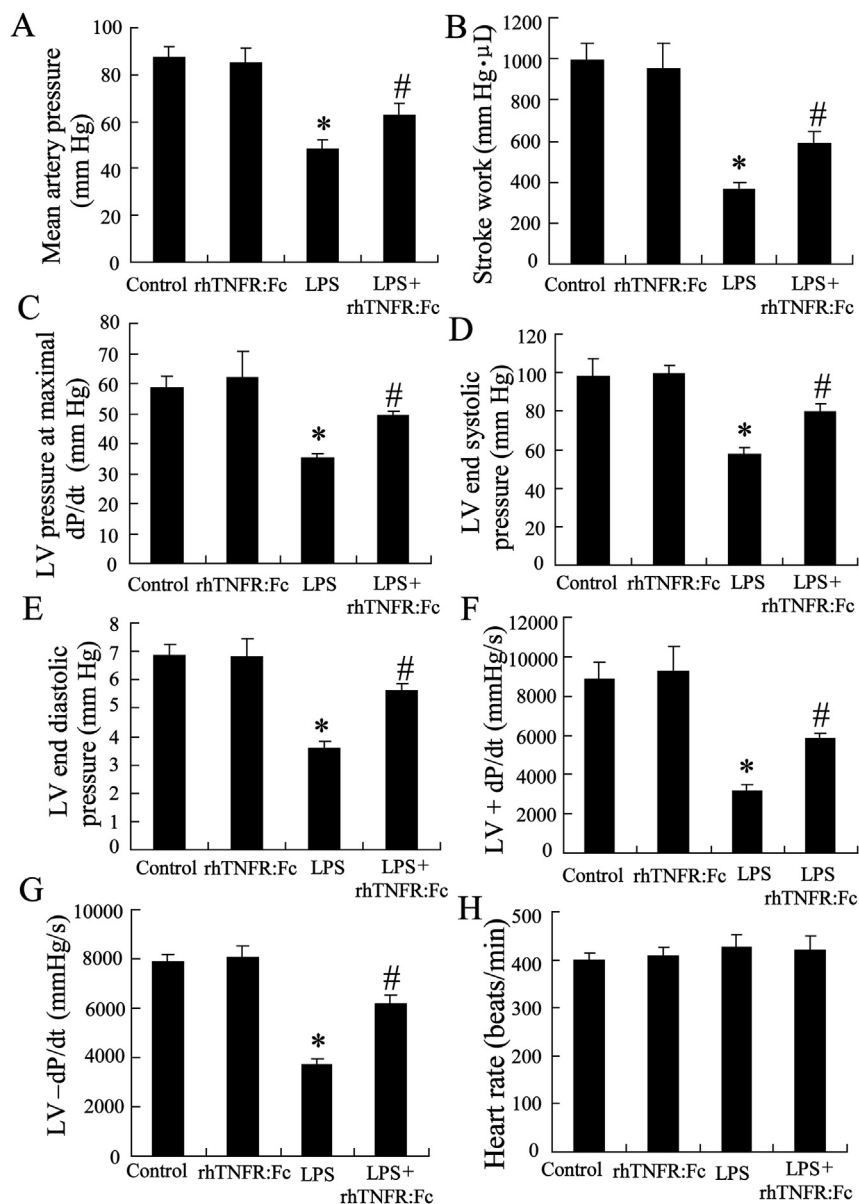 A
Mean artery pressure
(mm Hg)
100
80
60
40
20
0
*
#
Control
rhTNFR:Fc
LPS
LPS+
rhTNFR:Fc
B
Stroke work (mm Hg·μL)
1200
1000
800
600
400
200
0
*
#
Control
rhTNFR:Fc
LPS
LPS+
rhTNFR:Fc
C
LV pressure at maximal
dP/dt (mm Hg)
80
70
60
50
40
30
20
10
0
*
#
Control
rhTNFR:Fc
LPS
LPS+
rhTNFR:Fc
D
LV end systolic
pressure (mm Hg)
120
100
80
60
40
20
0
*
#
Control
rhTNFR:Fc
LPS
LPS+
rhTNFR:Fc
E
LV end diastolic
pressure (mm Hg)
8
7
6
5
4
3
2
1
0
*
#
Control
rhTNFR:Fc
LPS
LPS+
rhTNFR:Fc
F
LV + dP/dt (mmHg/s)
12000
10000
8000
6000
4000
2000
0
*
#
Control
rhTNFR:Fc
LPS
LPS
rhTNFR:Fc
G
LV –dP/dt (mmHg/s)
10000
8000
6000
4000
2000
0
*
#
Control
rhTNFR:Fc
LPS
LPS+
rhTNFR:Fc
H
Heart rate (beats/min)
500
400
300
200
100
0
Control
rhTNFR:Fc
LPS
LPS+
rhTNFR:Fc